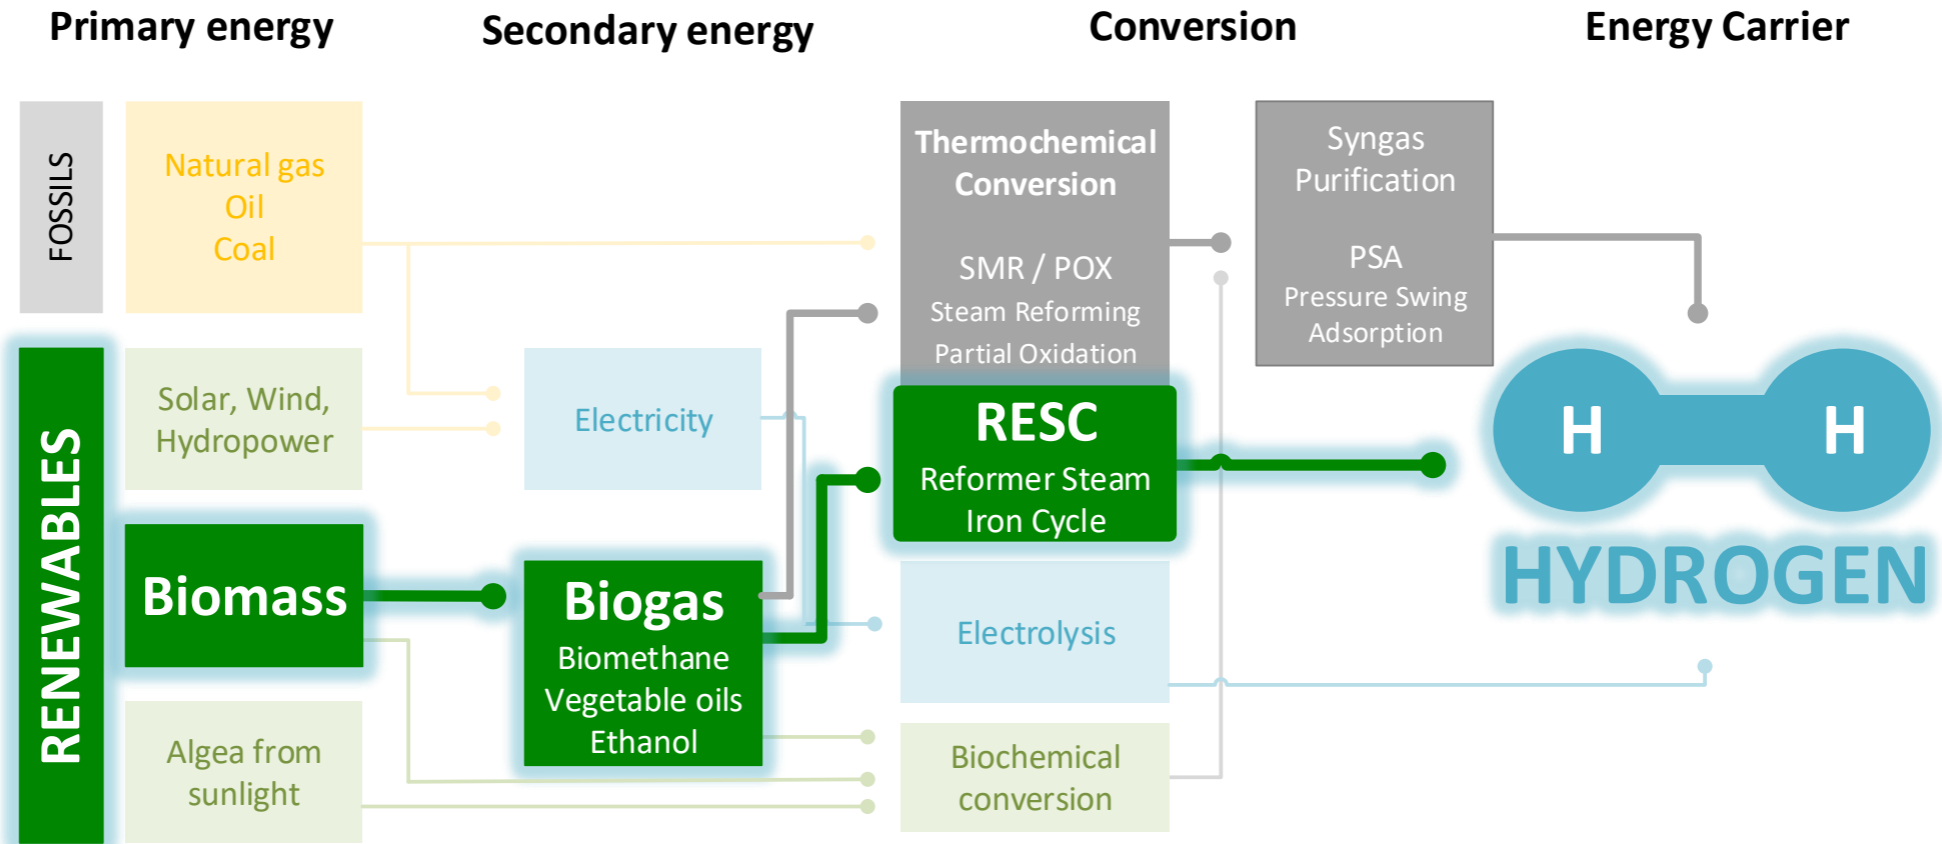 Primary energy
Secondary energy
Conversion
Energy Carrier
FOSSILS
Natural gas
Oil
Coal
Thermochemical
Conversion
SMR / POX
Steam Reforming
Partial Oxidation
Syngas
Purification
PSA
Pressure Swing
Adsorption
RENEWABLES
Solar, Wind,
Hydropower
Electricity
RESC
Reformer Steam
Iron Cycle
H H
HYDROGEN
Biomass
Biogas
Biomethane
Vegetable oils
Ethanol
Electrolysis
Algea from
sunlight
Biochemical
conversion